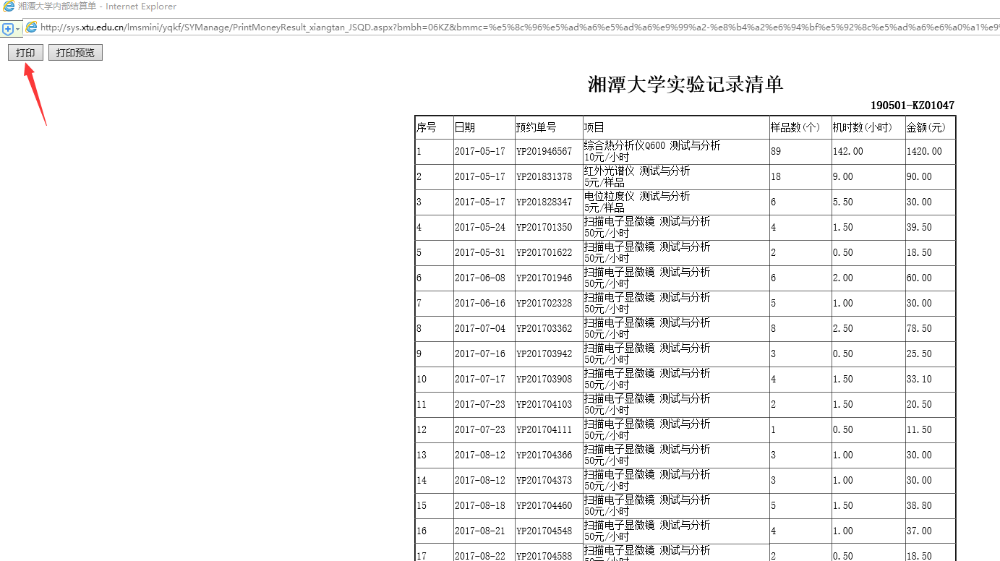 湘潭大学内部结算单 - Internet Explorer
http://sys.xtu.edu.cn/lmsmini/yqkf/SYManage/PrintMoneyResult_xiangtan_JSQD.aspx?bmbh=06KZ&bmmc=%e5%8c%96%e5%ad%a6%e5%ad%a6%e9%99%a2-%e8%b4%a2%e6%94%bf%e5%92%8c%e5%ad%a6%e6%a0%a1%e9%
打印 打印预览
湘潭大学实验记录清单
190501-KZ01047
序号 日期 预约单号 项目 样品数(个) 机时数(小时) 金额(元)
1 2017-05-17 YP201946567 综合热分析仪Q600 测试与分析 89 142.00 1420.00
10元/小时
2 2017-05-17 YP201831378 红外光谱仪 测试与分析 18 9.00 90.00
5元/样品
3 2017-05-17 YP201828347 电位粒度仪 测试与分析 6 5.50 30.00
5元/样品
4 2017-05-24 YP201701350 扫描电子显微镜 测试与分析 4 1.50 39.50
50元/小时
5 2017-05-31 YP201701622 扫描电子显微镜 测试与分析 2 0.50 18.50
50元/小时
6 2017-06-08 YP201701946 扫描电子显微镜 测试与分析 6 2.00 60.00
50元/小时
7 2017-06-16 YP201702328 扫描电子显微镜 测试与分析 5 1.00 30.00
50元/小时
8 2017-07-04 YP201703362 扫描电子显微镜 测试与分析 8 2.50 78.50
50元/小时
9 2017-07-16 YP201703942 扫描电子显微镜 测试与分析 3 0.50 25.50
50元/小时
10 2017-07-17 YP201703908 扫描电子显微镜 测试与分析 4 1.50 33.10
50元/小时
11 2017-07-23 YP201704103 扫描电子显微镜 测试与分析 2 1.50 20.50
50元/小时
12 2017-07-23 YP201704111 扫描电子显微镜 测试与分析 1 0.50 11.50
50元/小时
13 2017-08-12 YP201704366 扫描电子显微镜 测试与分析 3 1.00 30.00
50元/小时
14 2017-08-12 YP201704373 扫描电子显微镜 测试与分析 3 1.00 30.00
50元/小时
15 2017-08-18 YP201704460 扫描电子显微镜 测试与分析 5 1.50 38.80
50元/小时
16 2017-08-21 YP201704548 扫描电子显微镜 测试与分析 4 1.00 37.00
50元/小时
17 2017-08-22 YP201704588 扫描电子显微镜 测试与分析 2 0.50 18.50